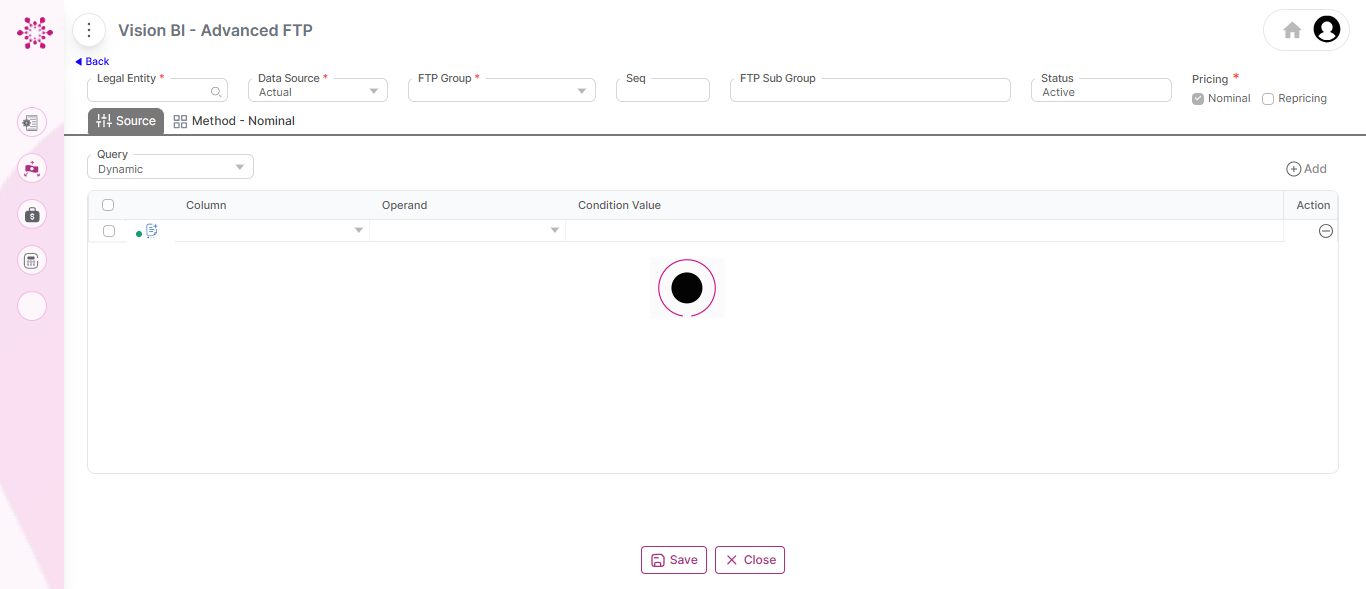 Vision BI - Advanced FTP
Back
Legal Entity * Data Source * FTP Group * Seq FTP Sub Group Status Pricing *
Actual Active Nominal Repricing
Source Method - Nominal
Query
Dynamic Add
Column Operand Condition Value Action
Save Close